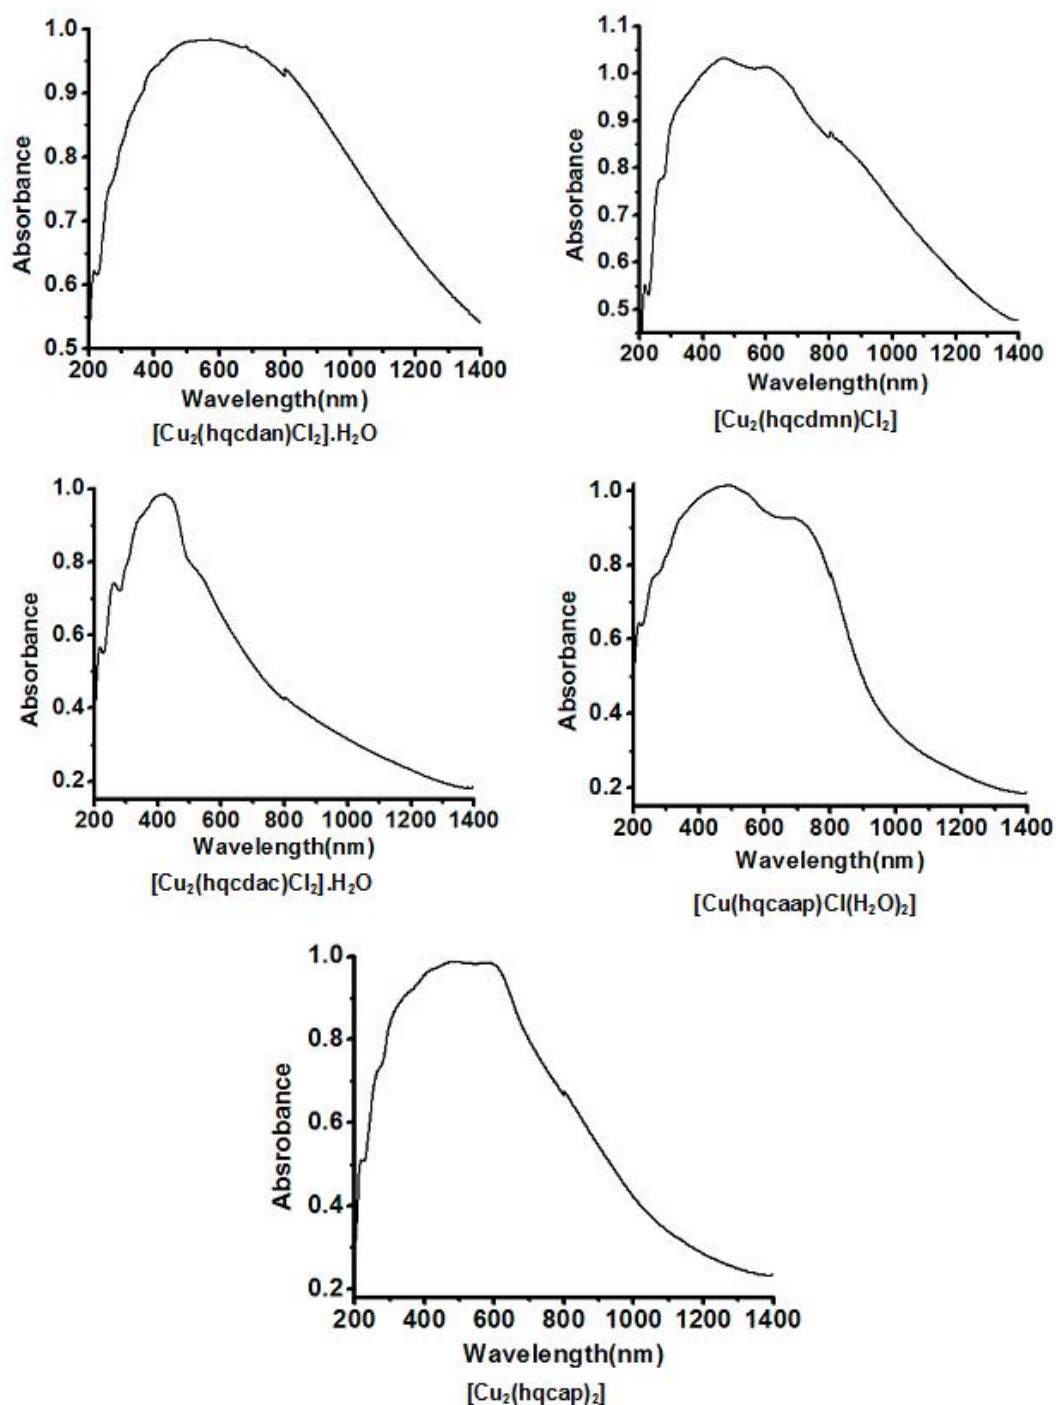 1.0
0.9
0.8
0.7
0.6
0.5
Absorbance
200 400 600 800 1000 1200 1400
Wavelength(nm)
[Cu₂(hqcdan)Cl₂].H₂O
1.1
1.0
0.9
0.8
0.7
0.6
0.5
Absorbance
200 400 600 800 1000 1200 1400
Wavelength(nm)
[Cu₂(hqcdmn)Cl₂]
1.0
0.8
0.6
0.4
0.2
Absorbance
200 400 600 800 1000 1200 1400
Wavelength(nm)
[Cu₂(hqcdac)Cl₂].H₂O
1.0
0.8
0.6
0.4
0.2
Absorbance
200 400 600 800 1000 1200 1400
Wavelength(nm)
[Cu(hqcaap)Cl(H₂O)₂]
1.0
0.8
0.6
0.4
0.2
Absrobance
200 400 600 800 1000 1200 1400
Wavelength(nm)
[Cu₂(hqcap)₂]